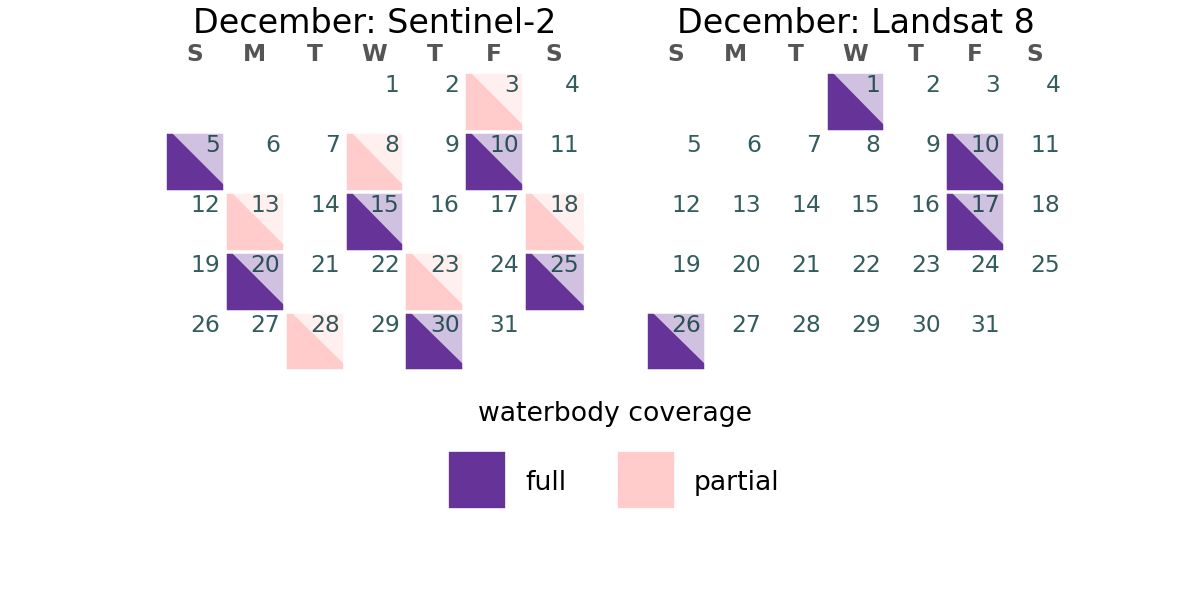 December: Sentinel-2
S M T W T F S
1 2 3 4
5 6 7 8 9 10 11
12 13 14 15 16 17 18
19 20 21 22 23 24 25
26 27 28 29 30 31
December: Landsat 8
S M T W T F S
1 2 3 4
5 6 7 8 9 10 11
12 13 14 15 16 17 18
19 20 21 22 23 24 25
26 27 28 29 30 31
waterbody coverage
full partial